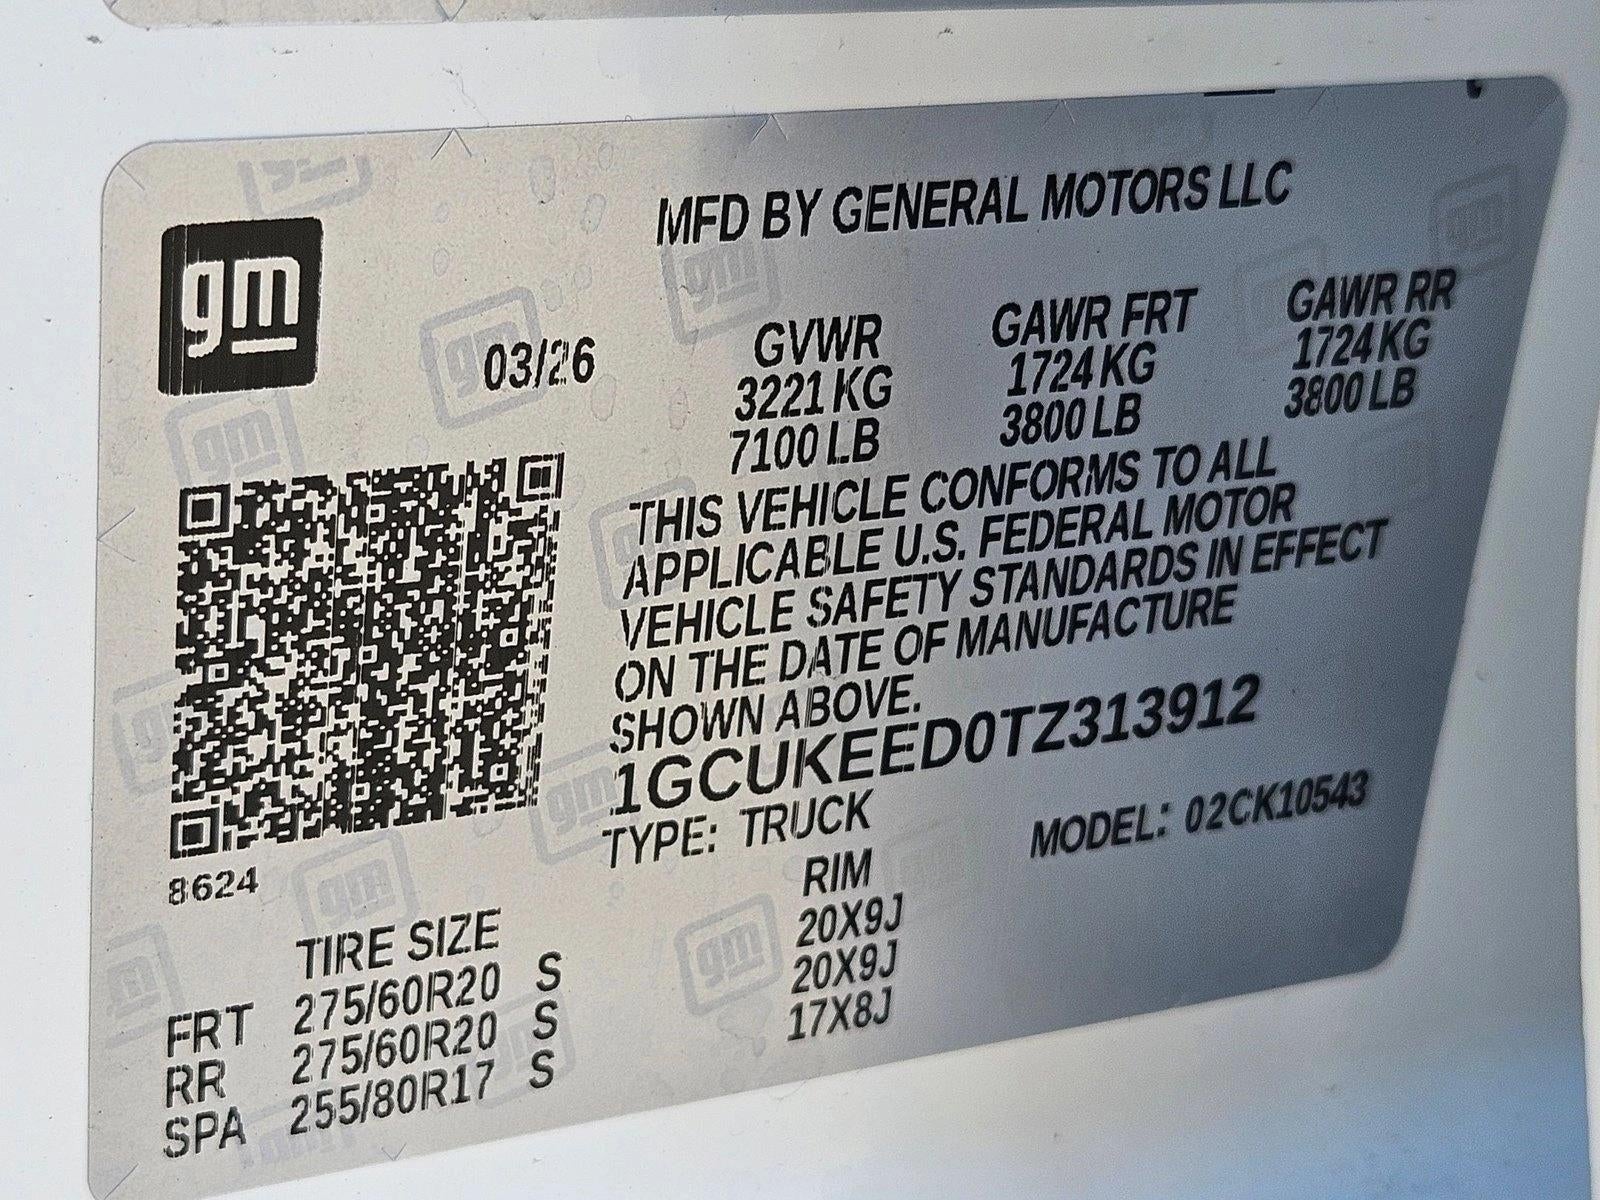 gm
MFD BY GENERAL MOTORS LLC
03/26
GVWR GAWR FRT GAWR RR
3221 KG 1724 KG 1724 KG
7100 LB 3800 LB 3800 LB
THIS VEHICLE CONFORMS TO ALL
APPLICABLE U.S. FEDERAL MOTOR
VEHICLE SAFETY STANDARDS IN EFFECT
ON THE DATE OF MANUFACTURE
SHOWN ABOVE.
1GCUKEED0TZ313912
TYPE: TRUCK MODEL: 02CK10543
8624
TIRE SIZE RIM
FRT 275/60R20 S 20X9J
RR 275/60R20 S 20X9J
SPA 255/80R17 S 17X8J